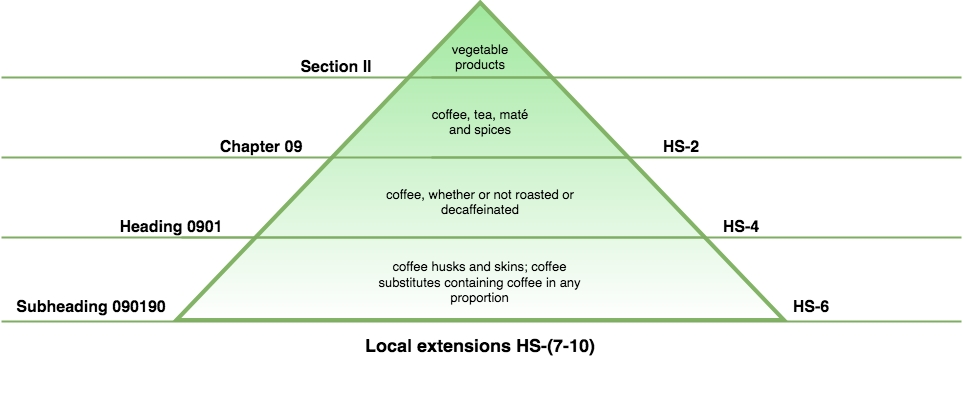 vegetable
products
Section II
coffee, tea, maté
and spices
Chapter 09
HS-2
coffee, whether or not roasted or
decaffeinated
Heading 0901
HS-4
coffee husks and skins; coffee
substitutes containing coffee in any
proportion
Subheading 090190
HS-6
Local extensions HS-(7-10)